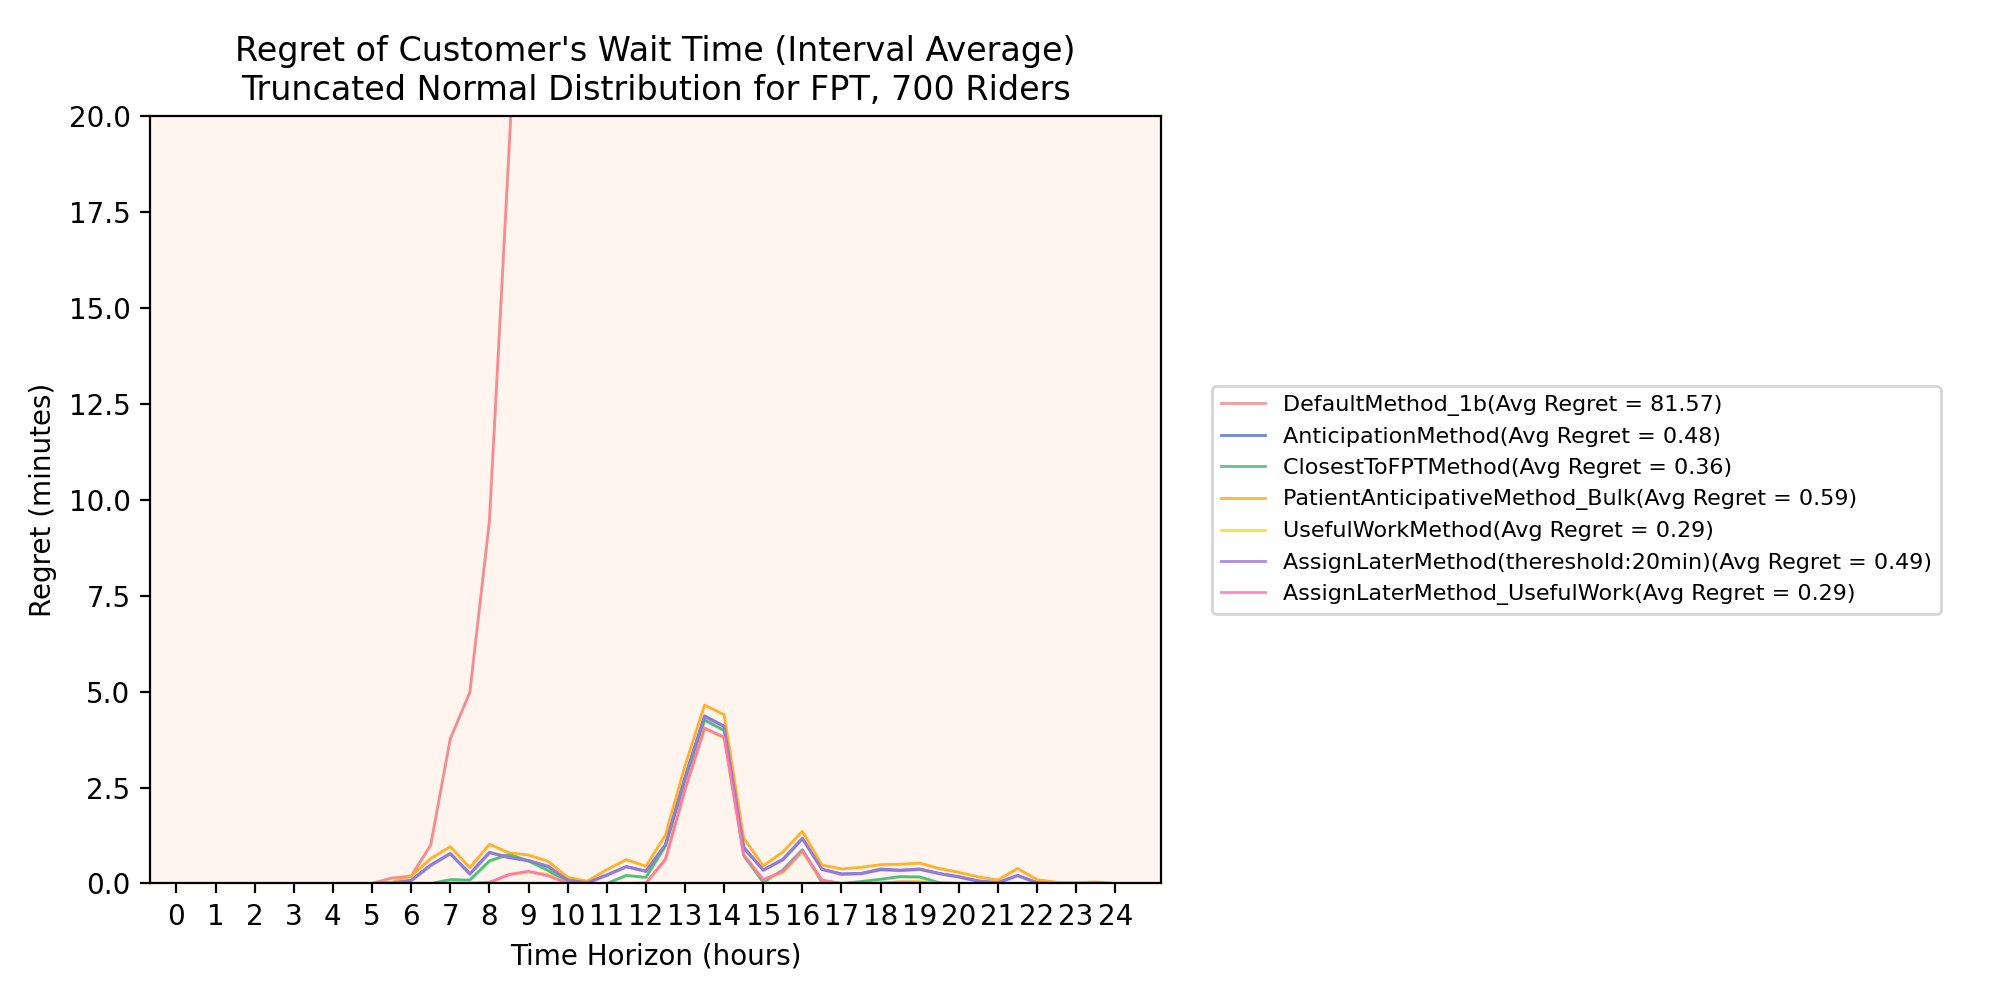 Regret of Customer's Wait Time (Interval Average)
Truncated Normal Distribution for FPT, 700 Riders
20.0
17.5
15.0
12.5
10.0
7.5
5.0
2.5
0.0
Regret (minutes)
0 1 2 3 4 5 6 7 8 9 10 11 12 13 14 15 16 17 18 19 20 21 22 23 24
Time Horizon (hours)
DefaultMethod_1b(Avg Regret = 81.57)
AnticipationMethod(Avg Regret = 0.48)
ClosestToFPTMethod(Avg Regret = 0.36)
PatientAnticipativeMethod_Bulk(Avg Regret = 0.59)
UsefulWorkMethod(Avg Regret = 0.29)
AssignLaterMethod(thereshold:20min)(Avg Regret = 0.49)
AssignLaterMethod_UsefulWork(Avg Regret = 0.29)